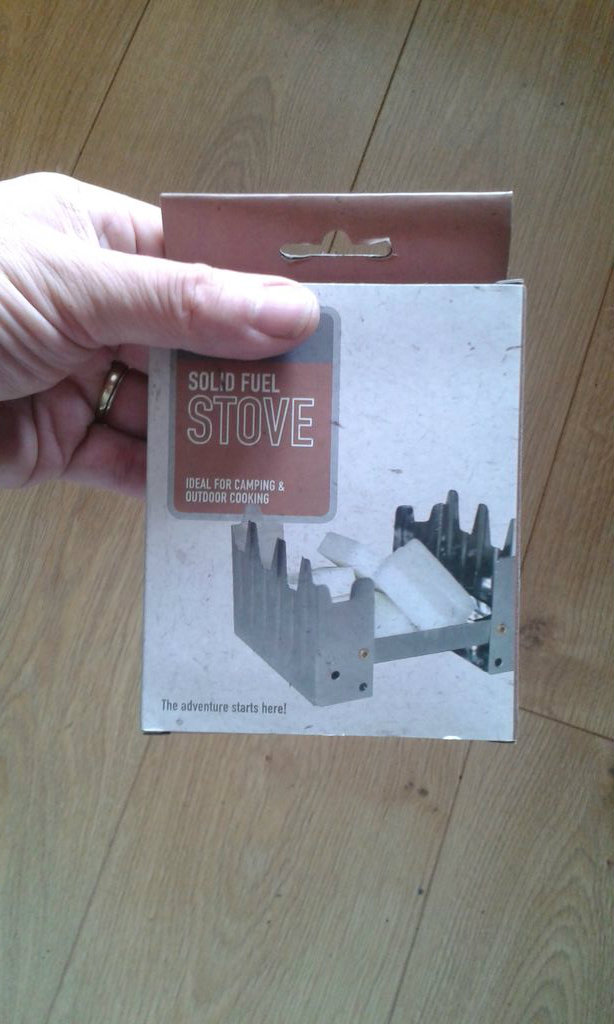 SOLID FUEL
STOVE
IDEAL FOR CAMPING &
OUTDOOR COOKING
The adventure starts here!